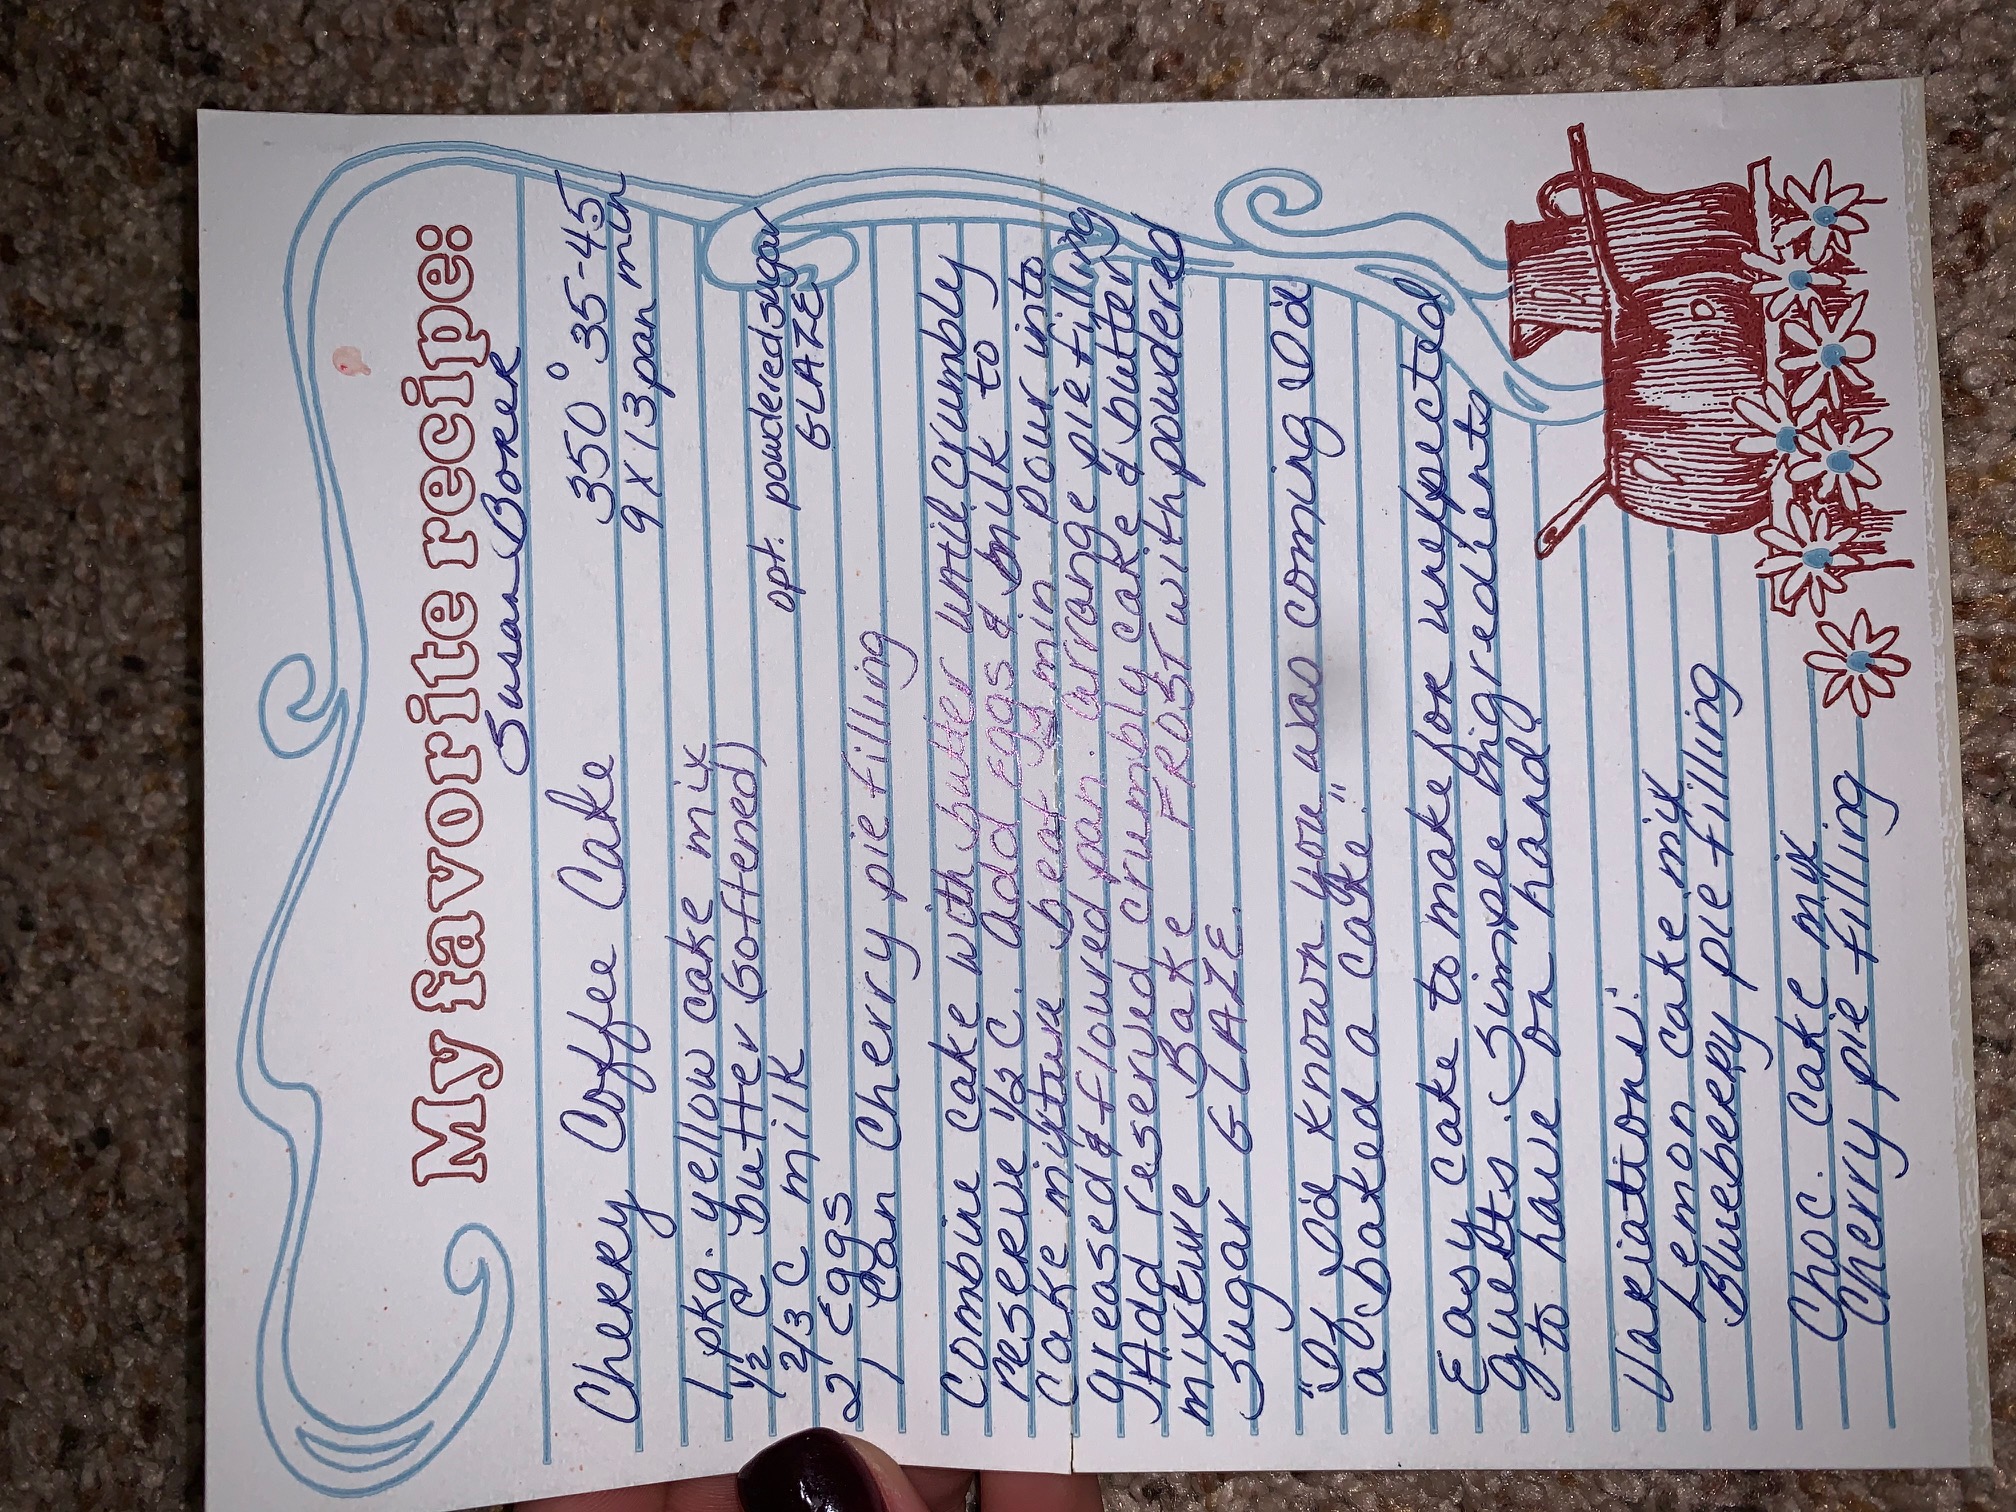 My favorite recipe:
Susan Borer
Cherry Coffee Cake
350° 35-45 min
9 X 13 pan
1 pkg. yellow cake mix
1/2 C butter (softened)
2/3 C milk
opt. powdered sugar
GLAZE
2 Eggs
1 can Cherry pie filling
Combine cake with butter until crumbly
reserve 1/2 C. add Eggs & milk to
cake mixture beat 2 min pour into
greased & floured pan. arrange pie filling
Add reserved crumbly cake & butter
mixture Bake FROST with powdered
sugar GLAZE.
"If I'd known you was coming I'd
a baked a cake."
Easy cake to make for unexpected
guests. Simple ingredients
to have on hand.
Variations:
Lemon cake mix
Blueberry pie filling
Choc. cake mix
Cherry pie filling